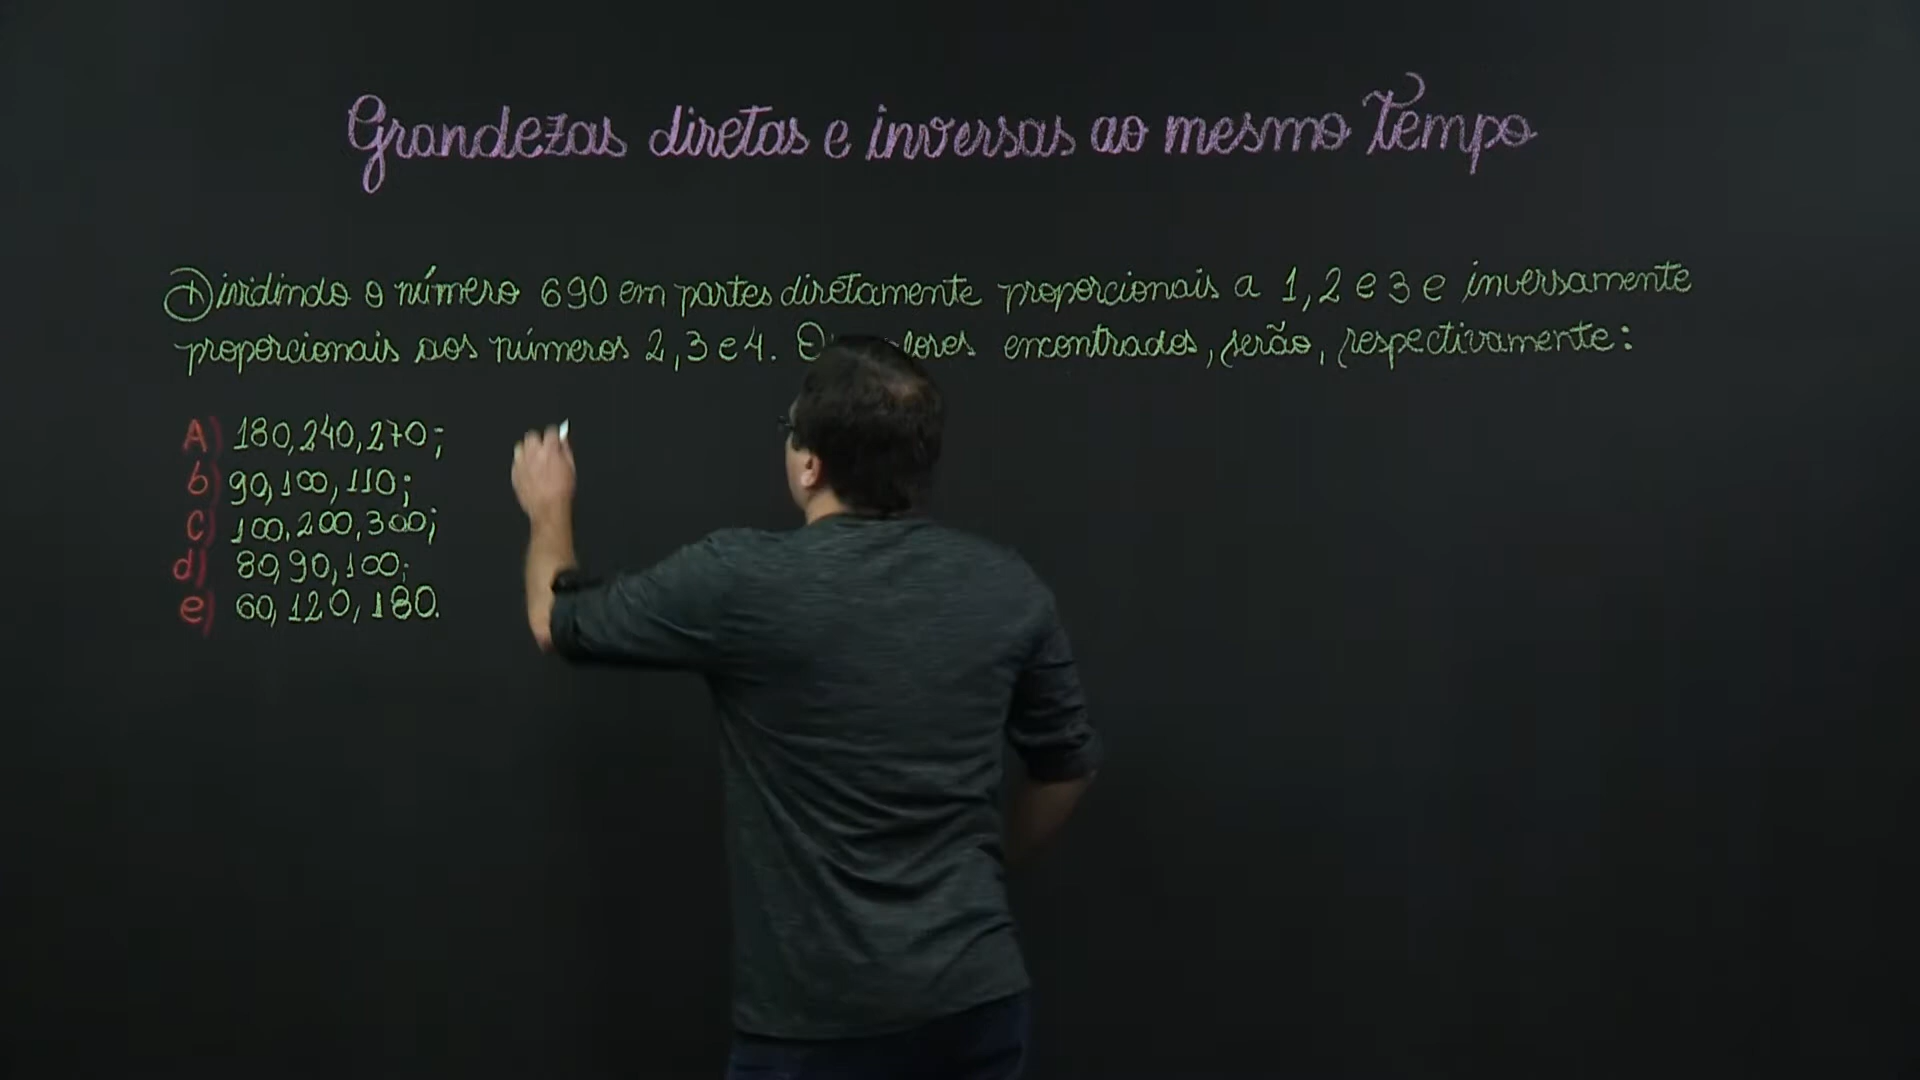 Grandezas diretas e inversas ao mesmo tempo
Dividindo o número 690 em partes diretamente proporcionais a 1, 2 e 3 e inversamente
proporcionais aos números 2, 3 e 4. encontrados, serão, respectivamente:
A) 180, 240, 270;
b) 90, 100, 110;
c) 100, 200, 300;
d) 80, 90, 100;
e) 60, 120, 180.